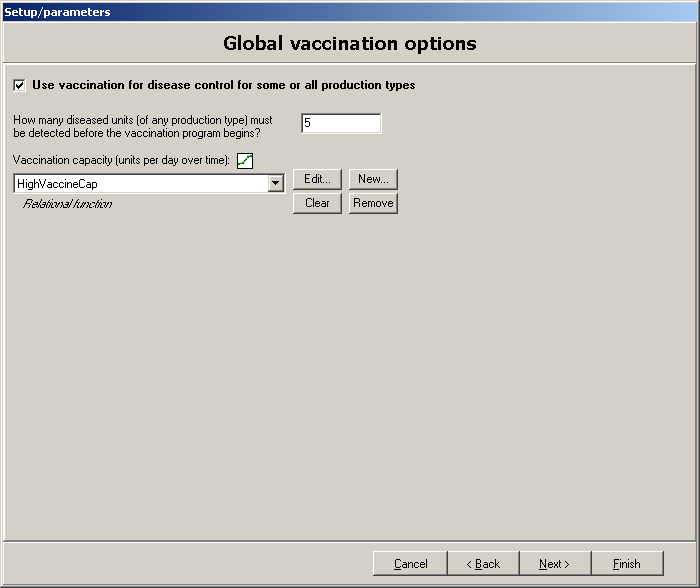 Setup/parameters
Global vaccination options
Use vaccination for disease control for some or all production types
How many diseased units (of any production type) must
be detected before the vaccination program begins?
5
Vaccination capacity (units per day over time):
HighVaccineCap
Edit...
New...
Relational function
Clear
Remove
Cancel
< Back
Next >
Finish